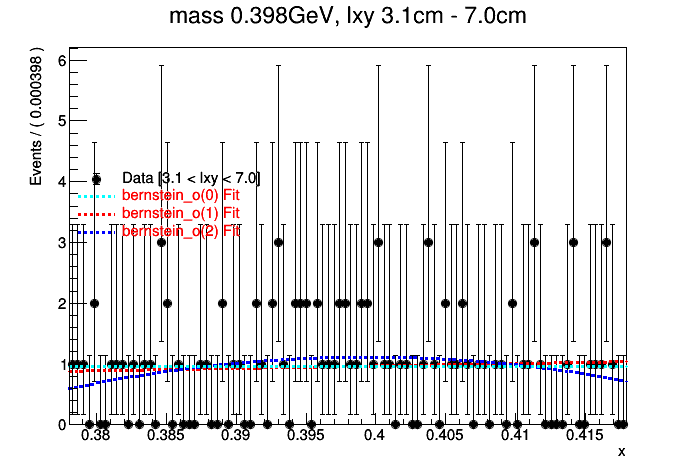 mass 0.398GeV, lxy 3.1cm - 7.0cm
Events / ( 0.000398 )
6
5
4
3
2
1
0
Data [3.1 < lxy < 7.0]
bernstein_o(0) Fit
bernstein_o(1) Fit
bernstein_o(2) Fit
0.38 0.385 0.39 0.395 0.4 0.405 0.41 0.415
x